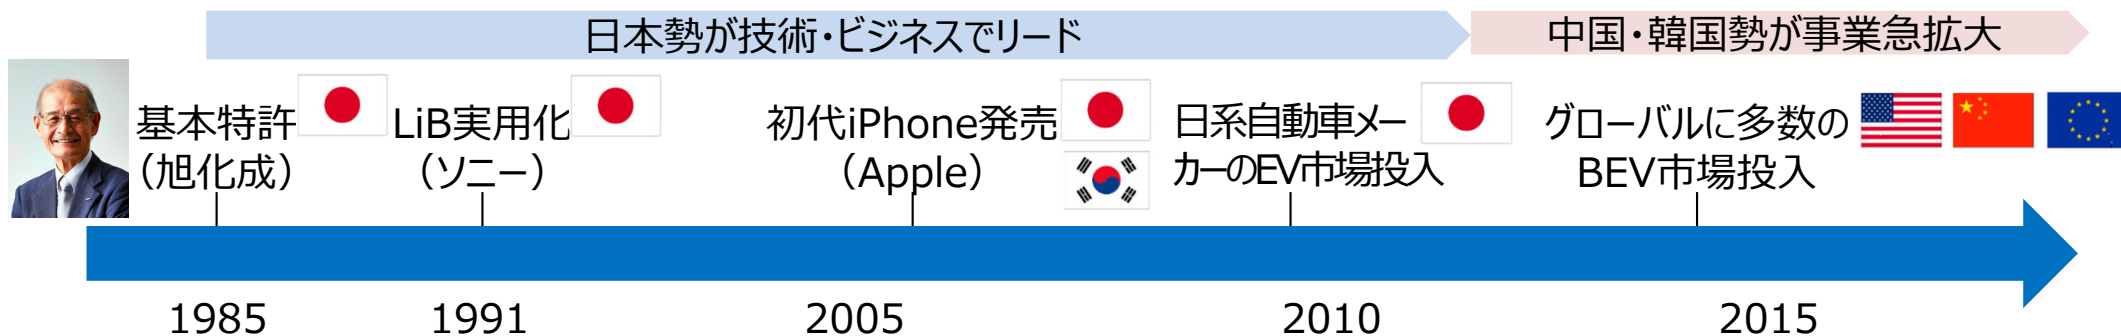 日本勢が技術・ビジネスでリード
中国・韓国勢が事業急拡大
基本特許
（旭化成）
LiB実用化
（ソニー）
初代iPhone発売
（Apple）
日系自動車メー
カーのEV市場投入
グローバルに多数の
BEV市場投入
1985
1991
2005
2010
2015